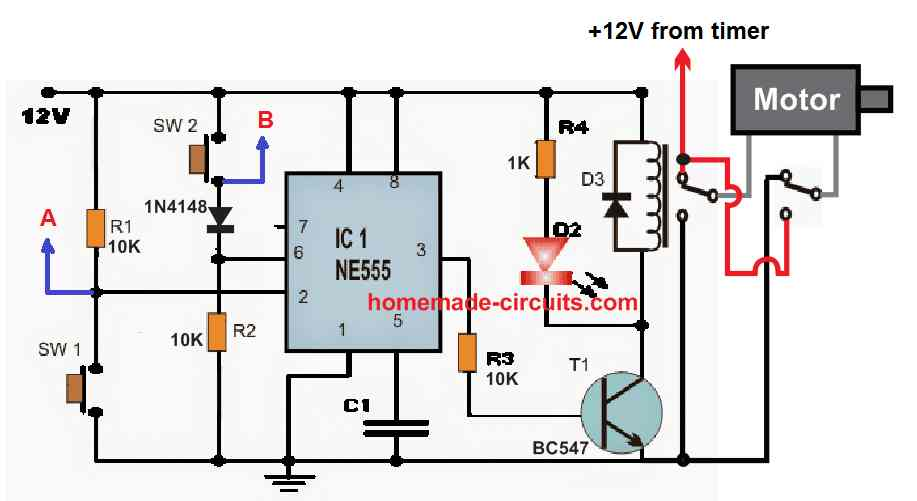 +12V from timer
Motor
12V
SW 2
B
R4
1K
D3
4
8
1N4148
A
R1
10K
7
IC 1
NE555
6
3
D2
2
homemade-circuits.com
10K
R2
1
5
SW 1
R3
10K
T1
C1
BC547